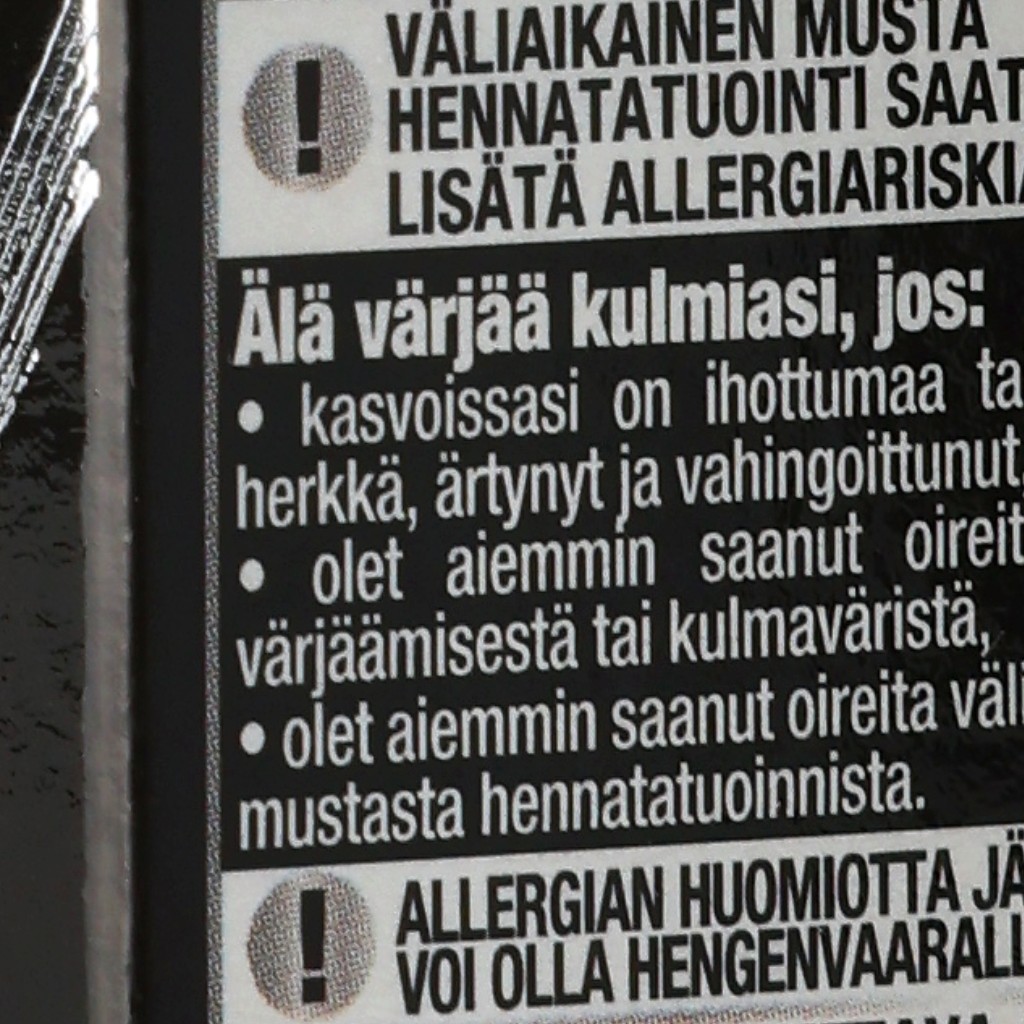 VÄLIAIKAINEN MUSTA
HENNATATUOINTI SAAT
LISÄTÄ ALLERGIARISKI
Älä värjää kulmiasi, jos:
• kasvoissasi on ihottumaa ta
herkkä, ärtynyt ja vahingoittunut,
• olet aiemmin saanut oireit
värjäämisestä tai kulmaväristä,
• olet aiemmin saanut oireita väli
mustasta hennatatuoinnista.
ALLERGIAN HUOMIOTTA JÄ
VOI OLLA HENGENVAARALL